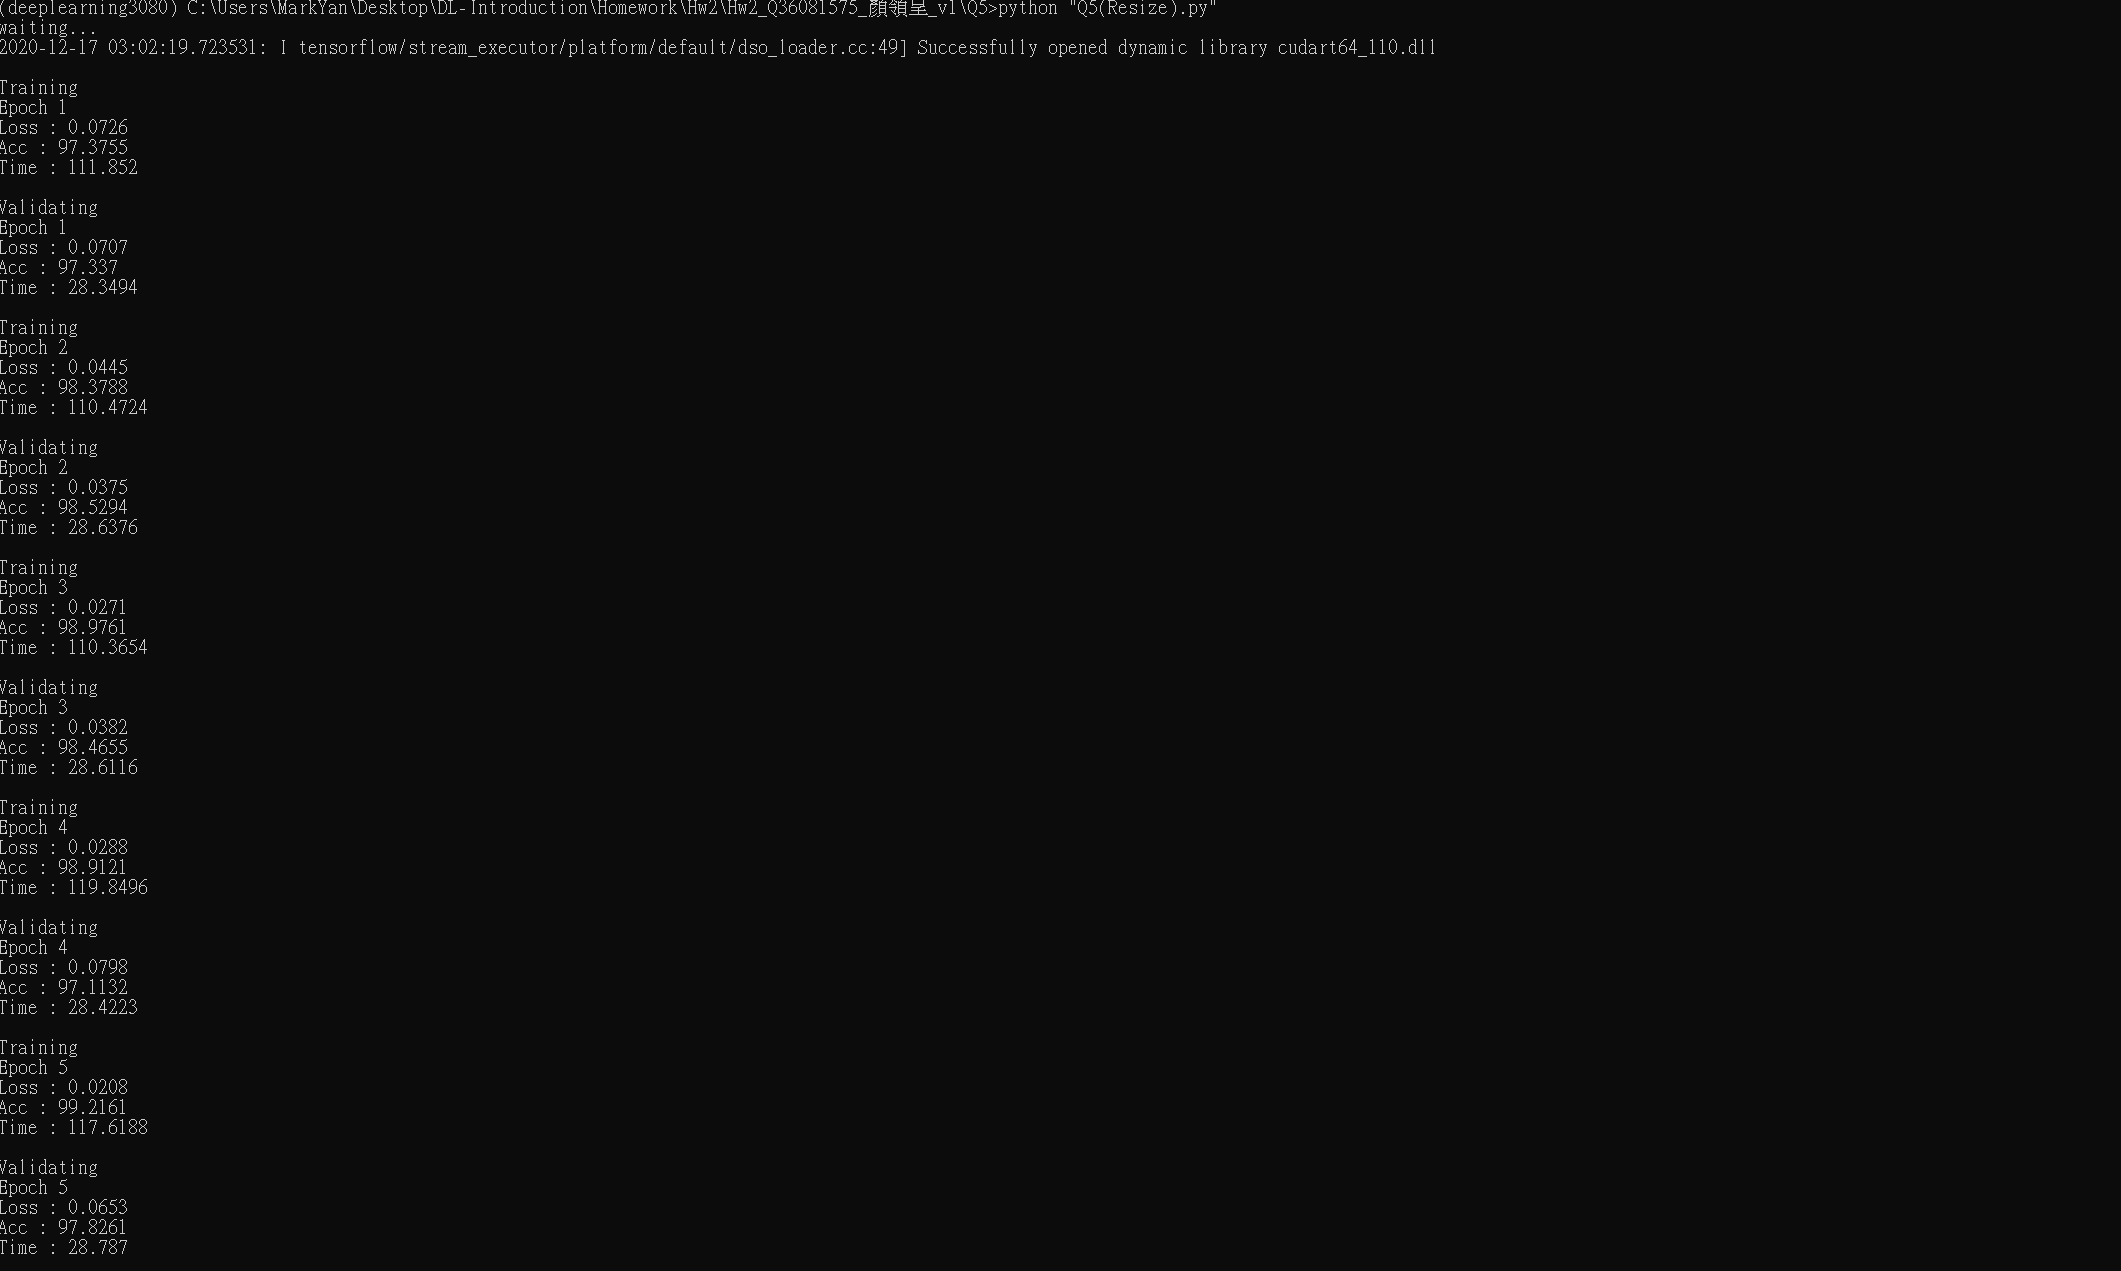 (deeplearning3080) C:\Users\MarkYan\Desktop\DL-Introduction\Homework\Hw2\Hw2_Q36081575_顏領呈_v1\Q5>python "Q5(Resize).py"
waiting...
2020-12-17 03:02:19.723531: I tensorflow/stream_executor/platform/default/dso_loader.cc:49] Successfully opened dynamic library cudart64_110.dll
Training
Epoch 1
Loss : 0.0726
Acc : 97.3755
Time : 111.852
Validating
Epoch 1
Loss : 0.0707
Acc : 97.337
Time : 28.3494
Training
Epoch 2
Loss : 0.0445
Acc : 98.3788
Time : 110.4724
Validating
Epoch 2
Loss : 0.0375
Acc : 98.5294
Time : 28.6376
Training
Epoch 3
Loss : 0.0271
Acc : 98.9761
Time : 110.3654
Validating
Epoch 3
Loss : 0.0382
Acc : 98.4655
Time : 28.6116
Training
Epoch 4
Loss : 0.0288
Acc : 98.9121
Time : 119.8496
Validating
Epoch 4
Loss : 0.0798
Acc : 97.1132
Time : 28.4223
Training
Epoch 5
Loss : 0.0208
Acc : 99.2161
Time : 117.6188
Validating
Epoch 5
Loss : 0.0653
Acc : 97.8261
Time : 28.787